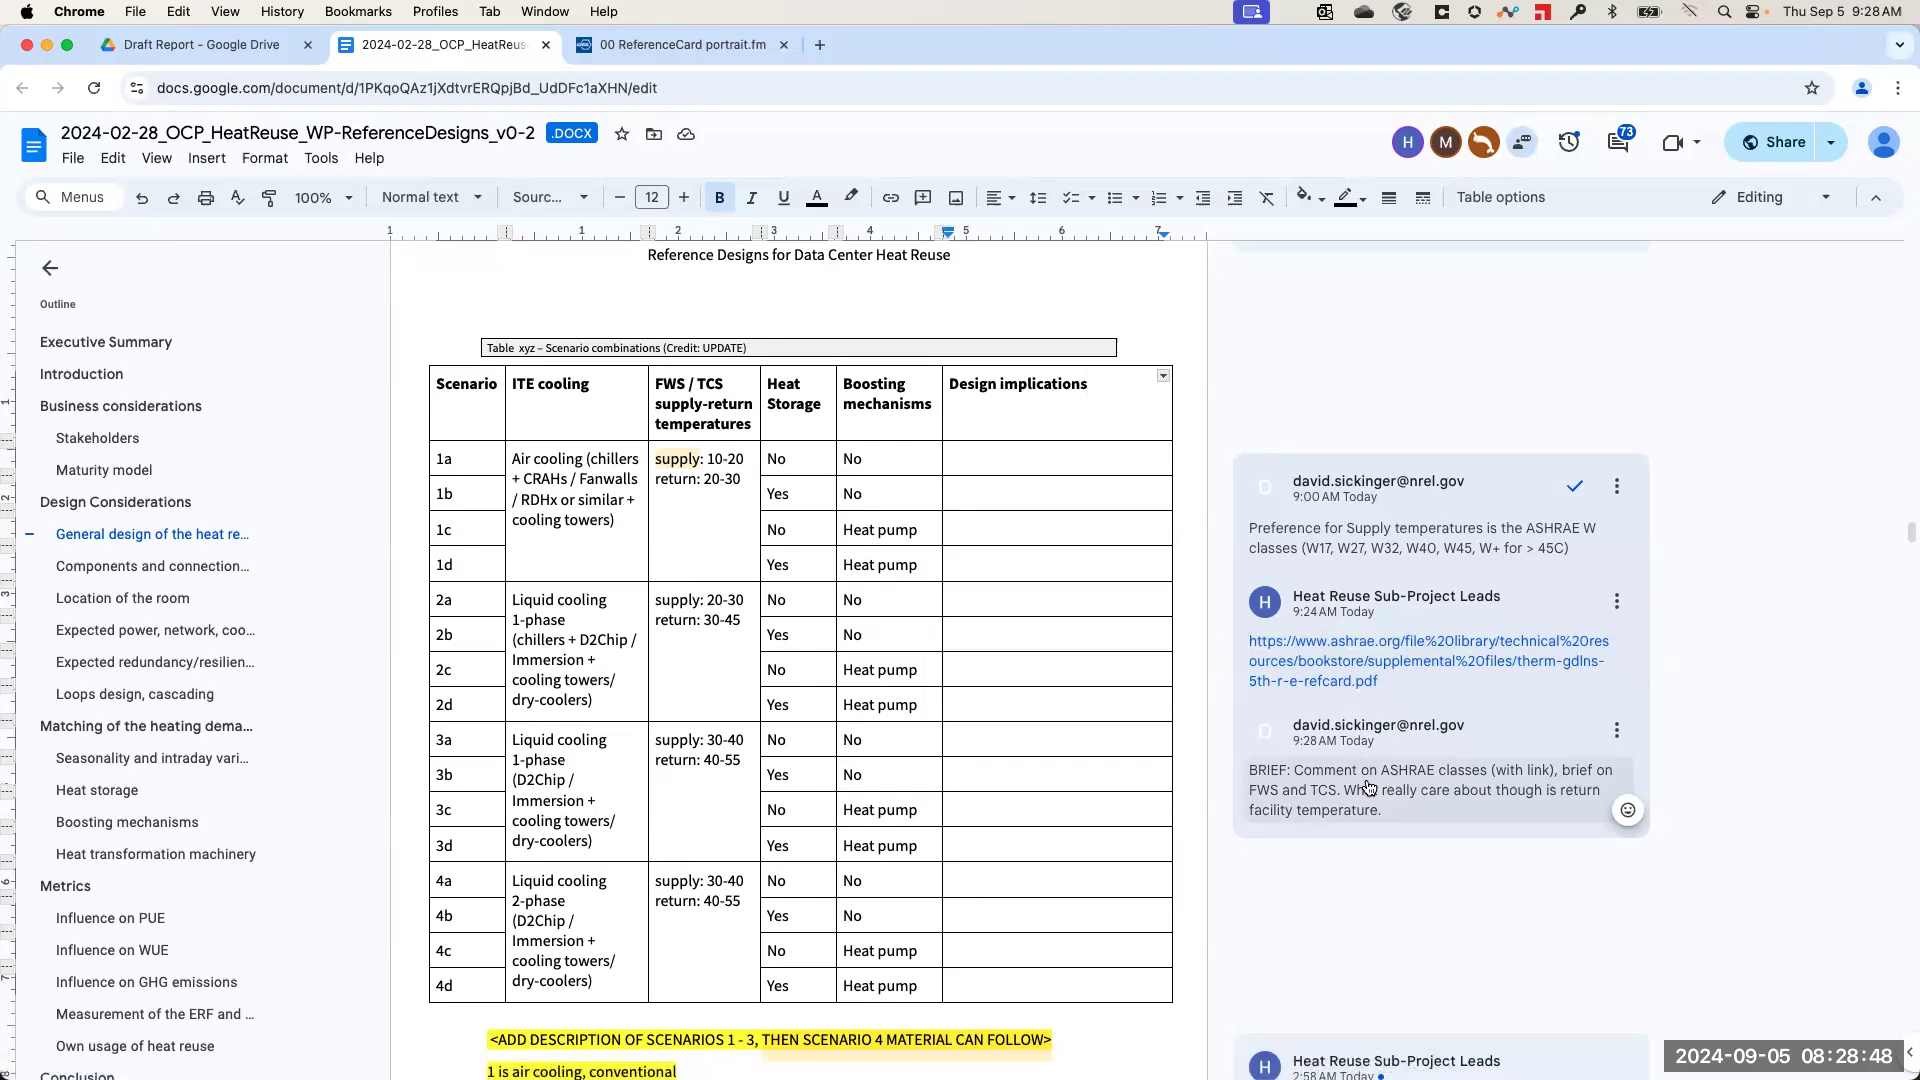 Chrome File Edit View History Bookmarks Profiles Tab Window Help Thu Sep 5 9:28 AM
Draft Report - Google Drive
2024-02-28_OCP_HeatReus
00 ReferenceCard portrait.fm
docs.google.com/document/d/1PKqoQAz1jXdtvrERQpjBd_UdDFc1aXHN/edit
2024-02-28_OCP_HeatReuse_WP-ReferenceDesigns_v0-2 .DOCX
H M 73 Share
File Edit View Insert Format Tools Help
Menus 100% Normal text Sourc... 12 B I U A Table options Editing
1 1 2 3 4 5 6 7
Outline
Executive Summary
Introduction
Business considerations
Stakeholders
Maturity model
Design Considerations
General design of the heat re...
Components and connection...
Location of the room
Expected power, network, coo...
Expected redundancy/resilien...
Loops design, cascading
Matching of the heating dema...
Seasonality and intraday vari...
Heat storage
Boosting mechanisms
Heat transformation machinery
Metrics
Influence on PUE
Influence on WUE
Influence on GHG emissions
Measurement of the ERF and ...
Own usage of heat reuse
Conclusion
Reference Designs for Data Center Heat Reuse
Table xyz – Scenario combinations (Credit: UPDATE)
Scenario ITE cooling FWS / TCS supply-return temperatures Heat Storage Boosting mechanisms Design implications
1a Air cooling (chillers + CRAHs / Fanwalls / RDHx or similar + cooling towers) supply: 10-20 return: 20-30 No No
1b Yes No
1c No Heat pump
1d Yes Heat pump
2a Liquid cooling 1-phase (chillers + D2Chip / Immersion + cooling towers/ dry-coolers) supply: 20-30 return: 30-45 No No
2b Yes No
2c No Heat pump
2d Yes Heat pump
3a Liquid cooling 1-phase (D2Chip / Immersion + cooling towers/ dry-coolers) supply: 30-40 return: 40-55 No No
3b Yes No
3c No Heat pump
3d Yes Heat pump
4a Liquid cooling 2-phase (D2Chip / Immersion + cooling towers/ dry-coolers) supply: 30-40 return: 40-55 No No
4b Yes No
4c No Heat pump
4d Yes Heat pump
<ADD DESCRIPTION OF SCENARIOS 1 - 3, THEN SCENARIO 4 MATERIAL CAN FOLLOW>
1 is air cooling, conventional
D
david.sickinger@nrel.gov
9:00 AM Today
Preference for Supply temperatures is the ASHRAE W
classes (W17, W27, W32, W40, W45, W+ for > 45C)
H
Heat Reuse Sub-Project Leads
9:24 AM Today
https://www.ashrae.org/file%20library/technical%20res
ources/bookstore/supplemental%20files/therm-gdlns-
5th-r-e-refcard.pdf
D
david.sickinger@nrel.gov
9:28 AM Today
BRIEF: Comment on ASHRAE classes (with link), brief on
FWS and TCS. really care about though is return
facility temperature.
H
Heat Reuse Sub-Project Leads
2:58 AM Today
2024-09-05 08:28:48